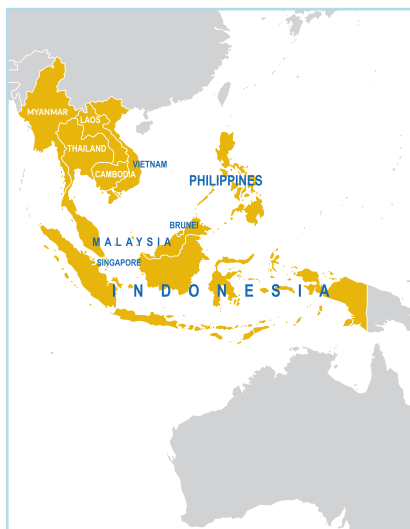 MYANMAR
LAOS
THAILAND
VIETNAM
CAMBODIA
PHILIPPINES
BRUNEI
MALAYSIA
SINGAPORE
INDONESIA